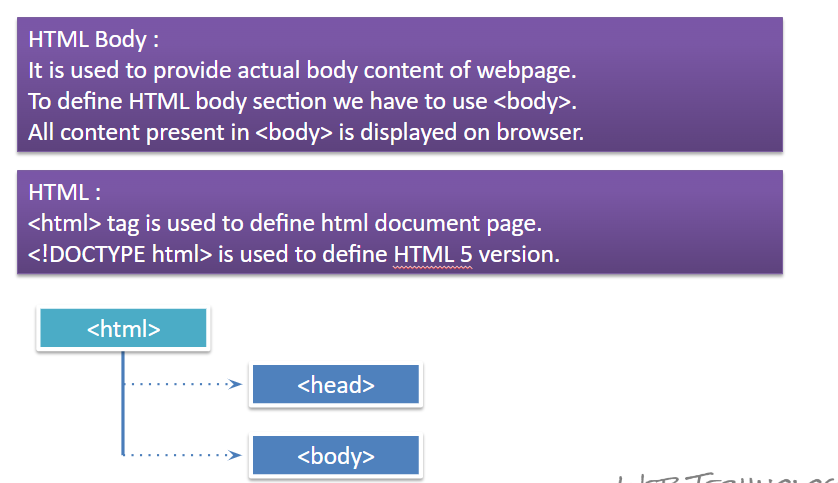 HTML Body :
It is used to provide actual body content of webpage.
To define HTML body section we have to use <body>.
All content present in <body> is displayed on browser.
HTML :
<html> tag is used to define html document page.
<!DOCTYPE html> is used to define HTML 5 version.
<html>
<head>
<body>